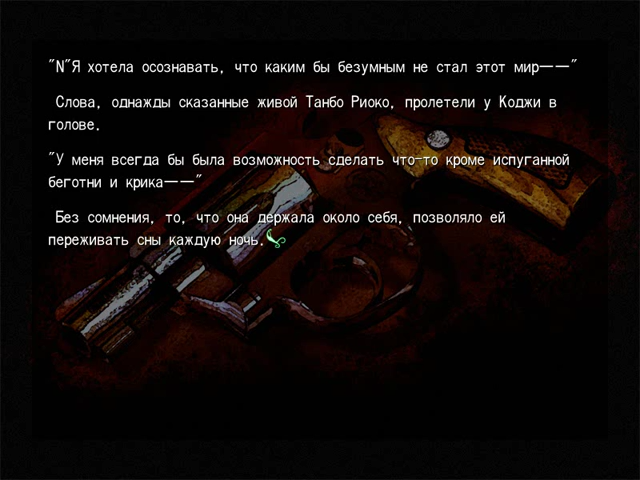 "N"Я хотела осознавать, что каким бы безумным не стал этот мир——"
Слова, однажды сказанные живой Танбо Риоко, пролетели у Коджи в
голове.
"У меня всегда бы была возможность сделать что-то кроме испуганной
беготни и крика——"
Без сомнения, то, что она держала около себя, позволяло ей
переживать сны каждую ночь.